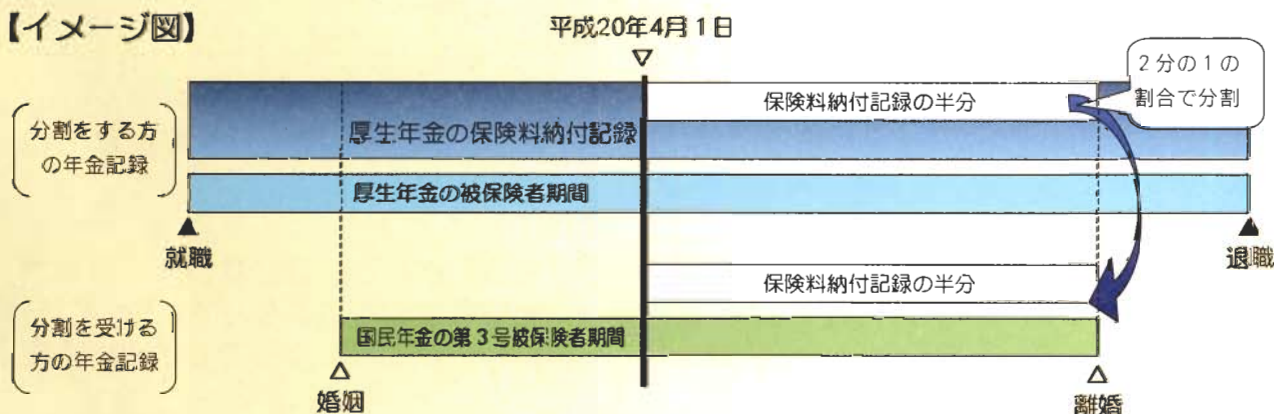 【イメージ図】
平成20年4月1日
▽
2分の1の
割合で分割
保険料納付記録の半分
分割をする方
の年金記録
厚生年金の保険料納付記録
厚生年金の被保険者期間
▲
就職
▲
退職
保険料納付記録の半分
分割を受ける
方の年金記録
国民年金の第3号被保険者期間
△
婚姻
△
離婚